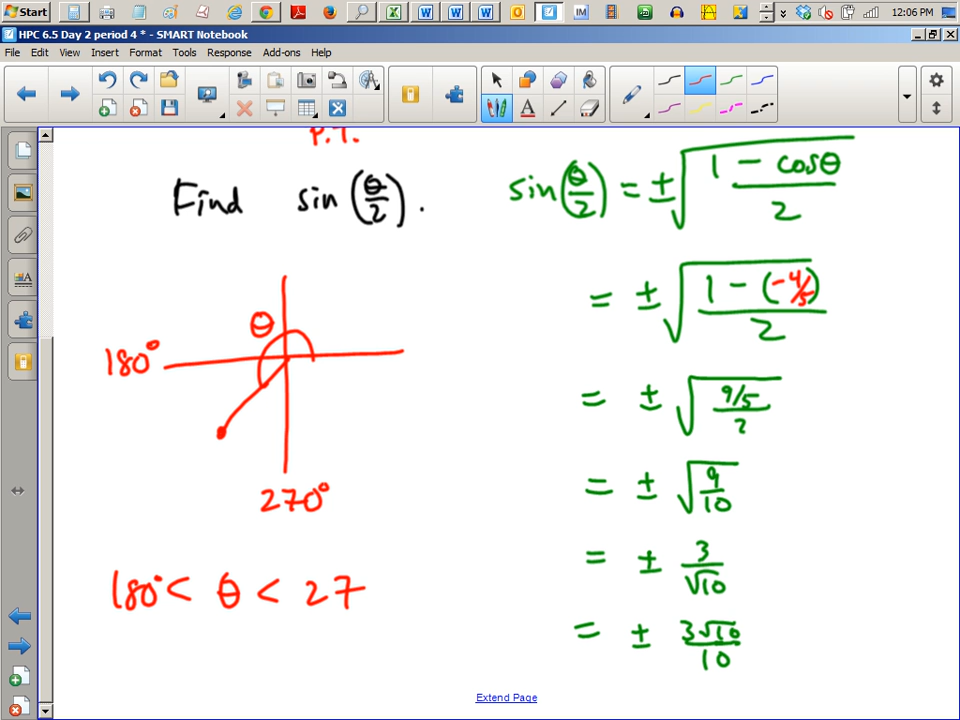 Start
12:06 PM
HPC 6.5 Day 2 period 4 * - SMART Notebook
File Edit View Insert Format Tools Response Add-ons Help
P.T.
Find sin(θ/2).
sin(θ/2) = ±√((1 - cosθ)/2)
= ±√((1 - (-4/5))/2)
θ
180°
= ±√((9/5)/2)
270°
= ±√(9/10)
= ± 3/√10
180° < θ < 27
= ± 3√10/10
Extend Page